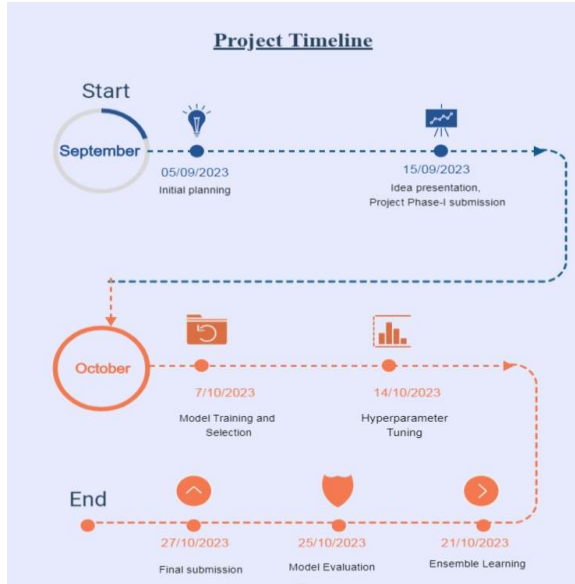 Project Timeline
Start
September
05/09/2023
Initial planning
15/09/2023
Idea presentation,
Project Phase-I submission
October
7/10/2023
Model Training and
Selection
14/10/2023
Hyperparameter
Tuning
End
27/10/2023
Final submission
25/10/2023
Model Evaluation
21/10/2023
Ensemble Learning